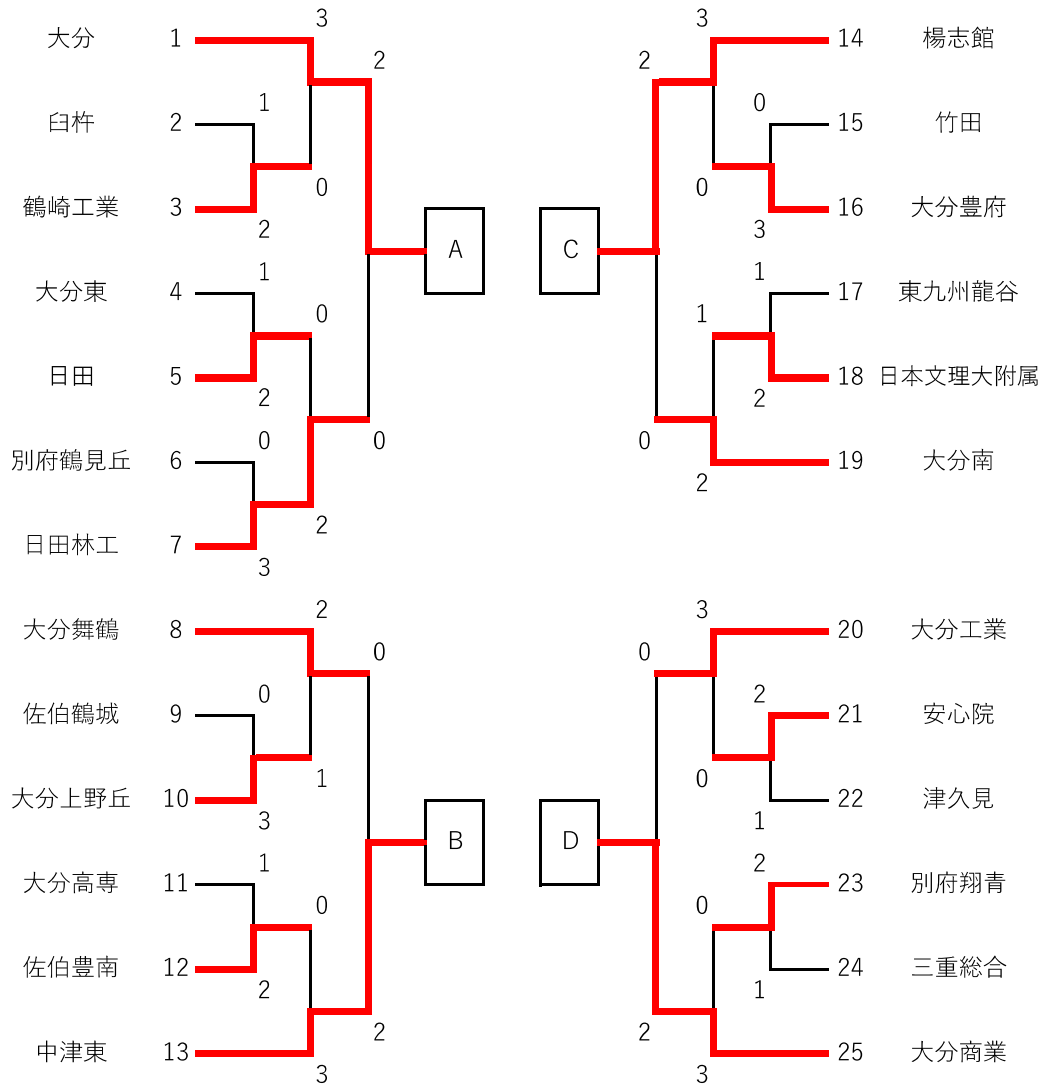 3 3
大分 1 14 楊志館
2 2
1 0
臼杵 2 15 竹田
0 0
鶴崎工業 3 16 大分豊府
2 3
A C
1 1
大分東 4 17 東九州龍谷
0 1
日田 5 18 日本文理大附属
2 2
0 0 0
別府鶴見丘 6 19 大分南
2
2
日田林工 7
3
2 3
大分舞鶴 8 20 大分工業
0 0
0 2
佐伯鶴城 9 21 安心院
1 0
大分上野丘 10 22 津久見
3 1
B D
1 2
大分高専 11 23 別府翔青
0 0
佐伯豊南 12 24 三重総合
2 1
2 2
中津東 13 25 大分商業
3 3